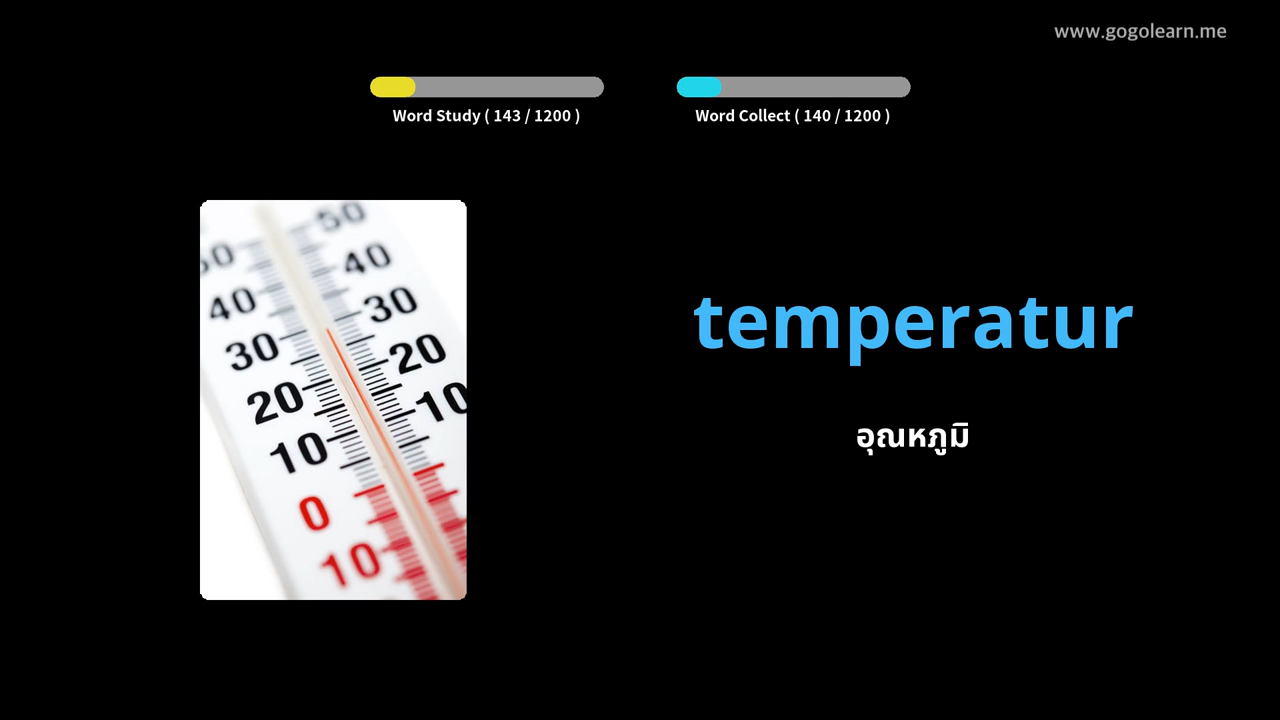 www.gogolearn.me
Word Study ( 143 / 1200 )
Word Collect ( 140 / 1200 )
50
40
30
20
10
40
30
20
10
0
10
temperatur
อุณหภูมิ